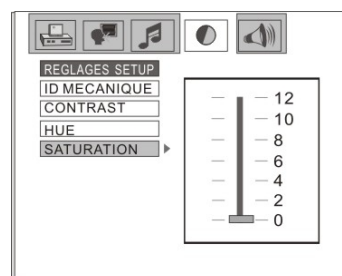 REGLAGES SETUP
ID MECANIQUE
CONTRAST
HUE
SATURATION
12
10
8
6
4
2
0